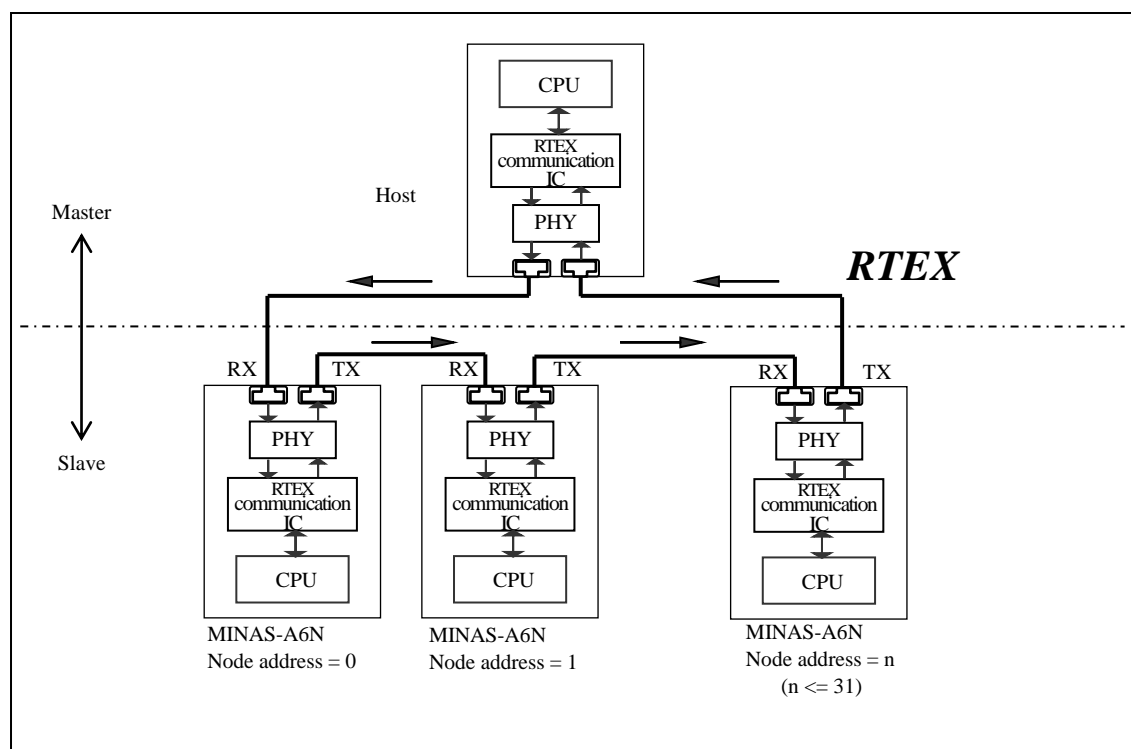 CPU
RTEX
communication
IC
Host
PHY
Master
RTEX
RX
TX
RX
TX
RX
TX
PHY
PHY
PHY
Slave
RTEX
communication
IC
RTEX
communication
IC
RTEX
communication
IC
CPU
CPU
CPU
MINAS-A6N
Node address = 0
MINAS-A6N
Node address = 1
MINAS-A6N
Node address = n
(n <= 31)